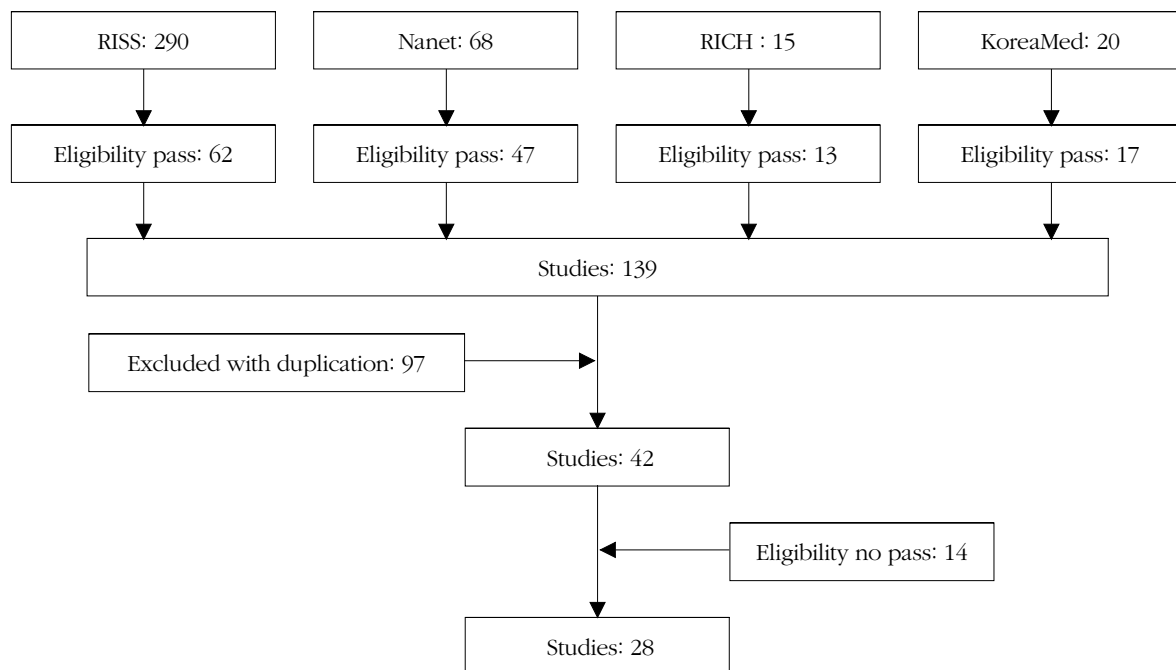 RISS: 290
Nanet: 68
RICH : 15
KoreaMed: 20
Eligibility pass: 62
Eligibility pass: 47
Eligibility pass: 13
Eligibility pass: 17
Studies: 139
Excluded with duplication: 97
Studies: 42
Eligibility no pass: 14
Studies: 28